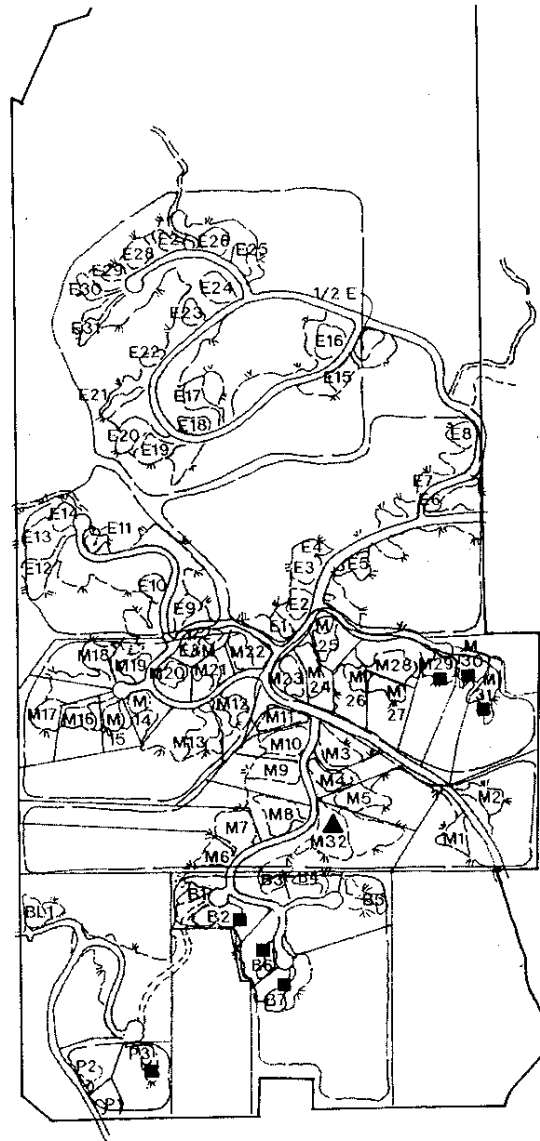 E27 E26
E28 E25
E29
E30 E24
1/2 E
E23
E31
E16
E22
E15
E21 E17
E18
E20 E8
E19
E7
E6
E14
E11
E13
E4
E12 E3 E5
E10
E9 E2
E1
M
25
M18 M22
M19 M28 M29 M
30
M20 M21 M23 M
24
M
26
M
27
M
31
M17 M16 M
15
M
14
M12
M11
M13 M10 M3
M9 M4
M5 M2
M7 M8
M32 M1
M6
B3 B4
B1 B5
BL1 B2
B6
B7
P3
P2
P1